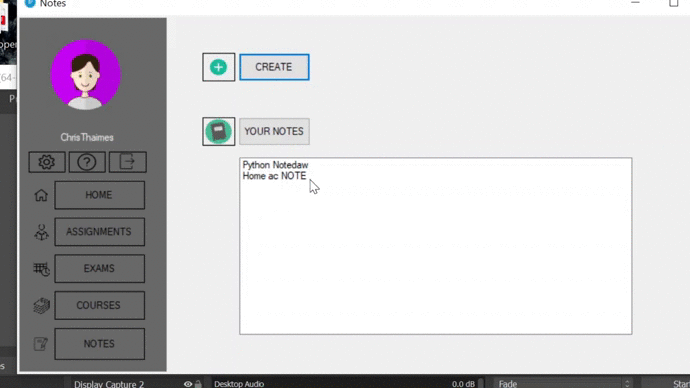 Notes
CREATE
ChrisThaimes
YOUR NOTES
Python Notedaw
Home ac NOTE
HOME
ASSIGNMENTS
EXAMS
COURSES
NOTES
Display Capture 2
Desktop Audio
0.0 dB
Fade